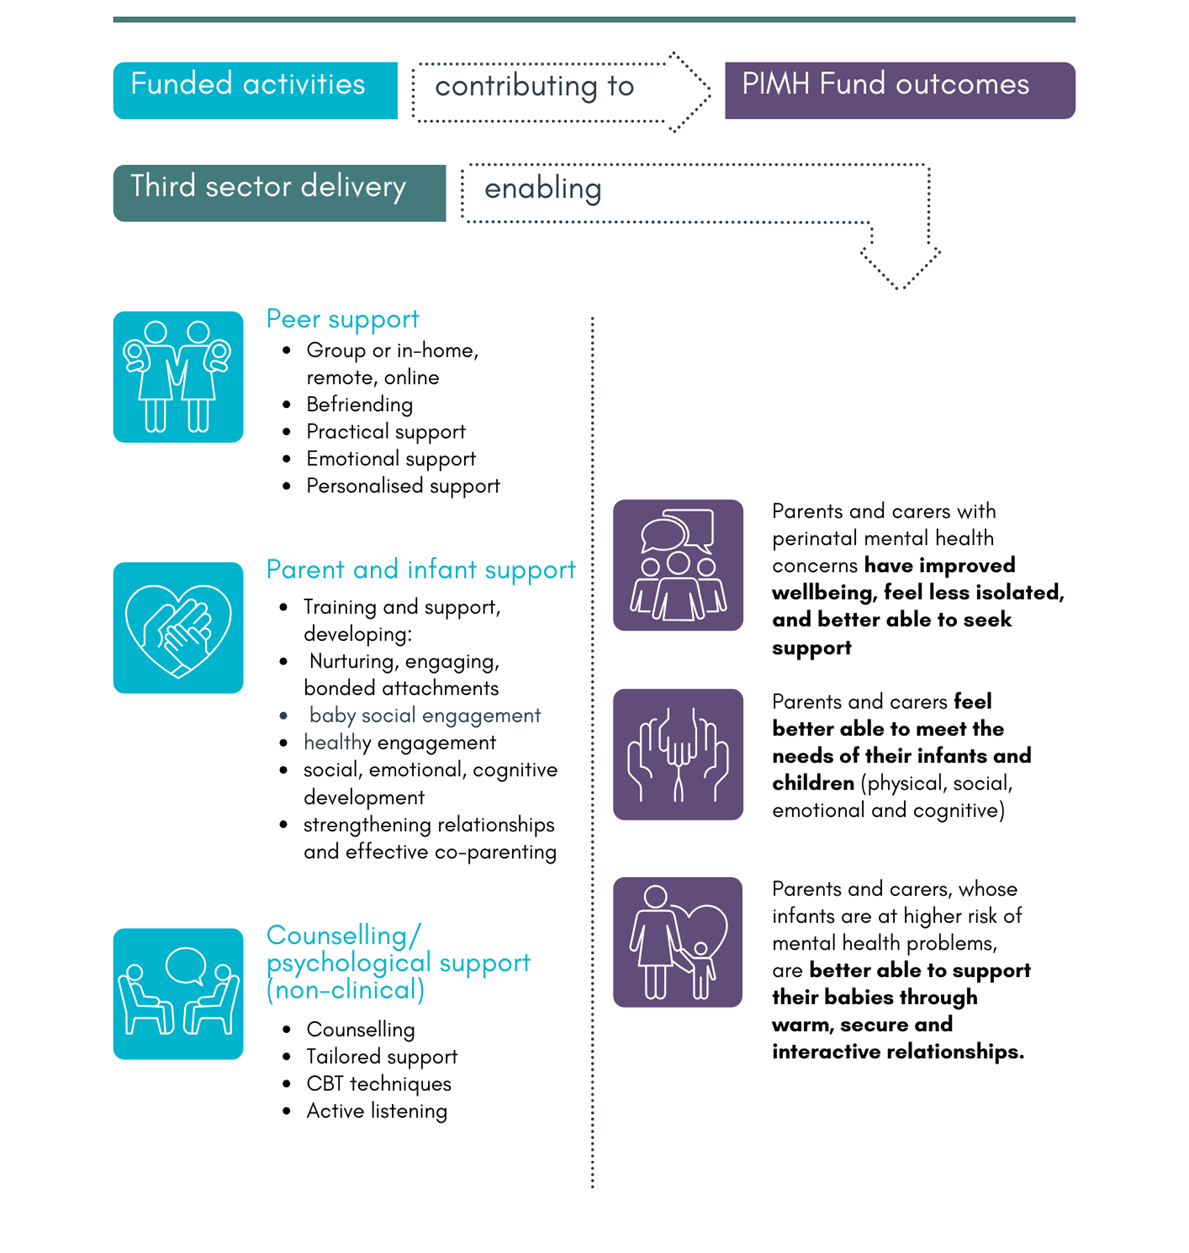 Funded activities
contributing to
PIMH Fund outcomes
Third sector delivery
enabling
Peer support
• Group or in-home,
remote, online
• Befriending
• Practical support
• Emotional support
• Personalised support
Parent and infant support
• Training and support,
developing:
• Nurturing, engaging,
bonded attachments
• baby social engagement
• healthy engagement
• social, emotional, cognitive
development
• strengthening relationships
and effective co-parenting
Counselling/
psychological support
(non-clinical)
• Counselling
• Tailored support
• CBT techniques
• Active listening
Parents and carers with
perinatal mental health
concerns have improved
wellbeing, feel less isolated,
and better able to seek
support
Parents and carers feel
better able to meet the
needs of their infants and
children (physical, social,
emotional and cognitive)
Parents and carers, whose
infants are at higher risk of
mental health problems,
are better able to support
their babies through
warm, secure and
interactive relationships.